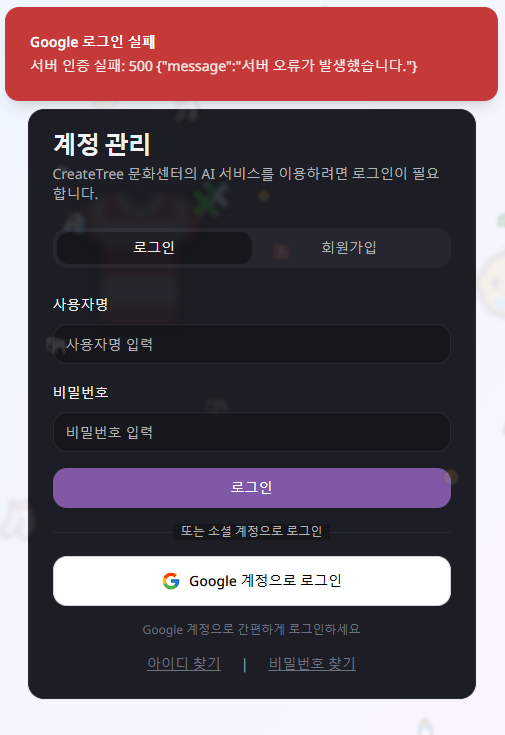 Google 로그인 실패
서버 인증 실패: 500 {"message":"서버 오류가 발생했습니다."}
계정 관리
CreateTree 문화센터의 AI 서비스를 이용하려면 로그인이 필요
합니다.
로그인 회원가입
사용자명
사용자명 입력
비밀번호
비밀번호 입력
로그인
또는 소셜 계정으로 로그인
Google 계정으로 로그인
Google 계정으로 간편하게 로그인하세요
아이디 찾기 | 비밀번호 찾기